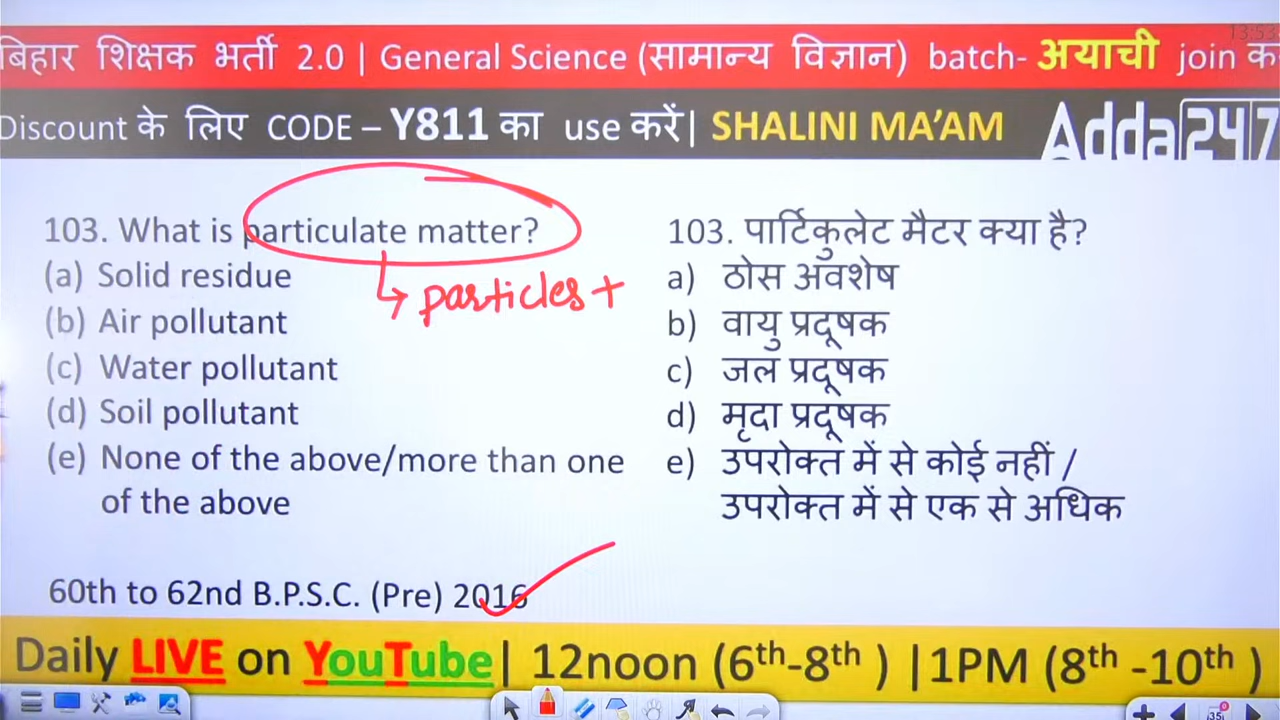 13:53
बिहार शिक्षक भर्ती 2.0 | General Science (सामान्य विज्ञान) batch- अयाची join क
Discount के लिए CODE – Y811 का use करें| SHALINI MA'AM Adda247
103. What is particulate matter?
(a) Solid residue
particles +
(b) Air pollutant
(c) Water pollutant
(d) Soil pollutant
(e) None of the above/more than one
of the above
60th to 62nd B.P.S.C. (Pre) 2016
103. पार्टिकुलेट मैटर क्या है?
a) ठोस अवशेष
b) वायु प्रदूषक
c) जल प्रदूषक
d) मृदा प्रदूषक
e) उपरोक्त में से कोई नहीं /
उपरोक्त में से एक से अधिक
Daily LIVE on YouTube| 12noon (6th-8th ) |1PM (8th -10th )
35